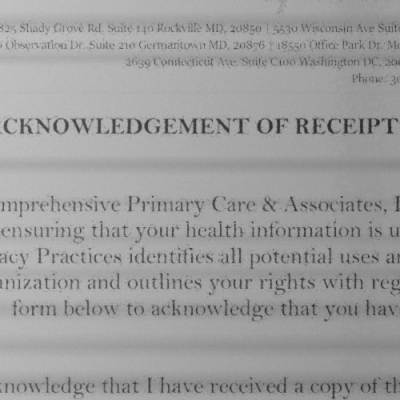 825 Shady Grove Rd. Suite 140 Rockville MD, 20850 | 5530 Wisconsin Ave Suite
Observation Dr. Suite 210 Germantown MD, 20876 | 18550 Office Park Dr. Mo
2639 Connecticut Ave. Suite C100 Washington DC, 200
Phone: 30
ACKNOWLEDGEMENT OF RECEIPT
mprehensive Primary Care & Associates, L
ensuring that your health information is u
acy Practices identifies all potential uses an
anization and outlines your rights with reg
form below to acknowledge that you hav
knowledge that I have received a copy of th